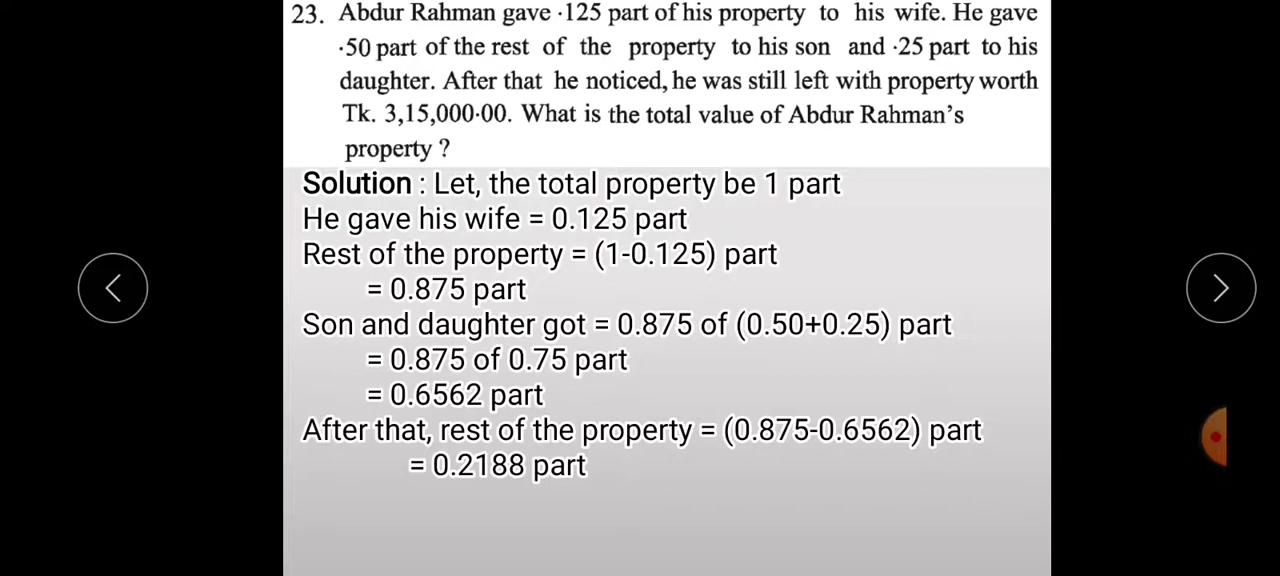 23. Abdur Rahman gave ·125 part of his property to his wife. He gave
·50 part of the rest of the property to his son and ·25 part to his
daughter. After that he noticed, he was still left with property worth
Tk. 3,15,000·00. What is the total value of Abdur Rahman's
property ?
Solution : Let, the total property be 1 part
He gave his wife = 0.125 part
Rest of the property = (1-0.125) part
= 0.875 part
Son and daughter got = 0.875 of (0.50+0.25) part
= 0.875 of 0.75 part
= 0.6562 part
After that, rest of the property = (0.875-0.6562) part
= 0.2188 part